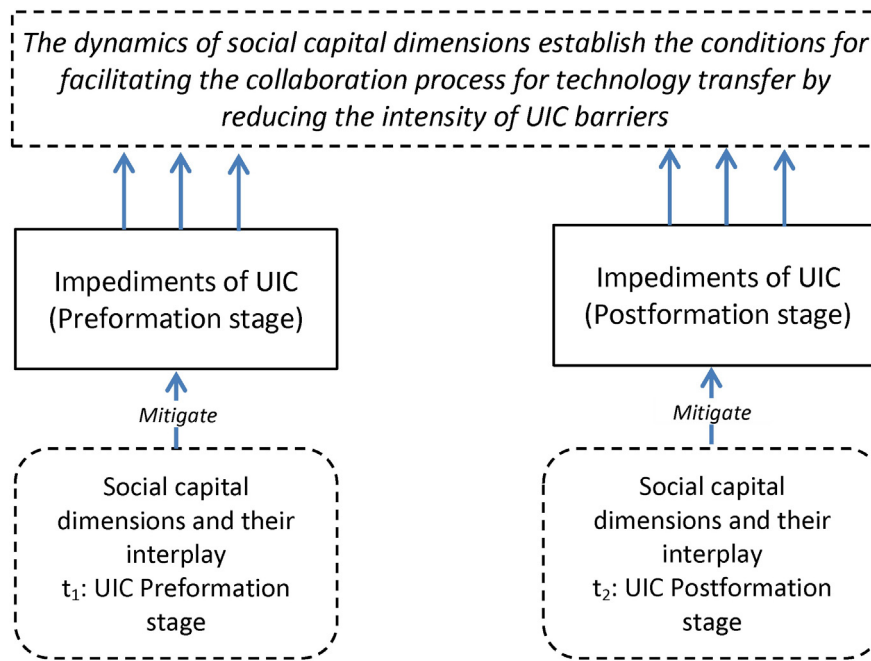 The dynamics of social capital dimensions establish the conditions for
facilitating the collaboration process for technology transfer by
reducing the intensity of UIC barriers
Impediments of UIC
(Preformation stage)
Impediments of UIC
(Postformation stage)
Mitigate
Mitigate
Social capital
dimensions and their
interplay
t₁: UIC Preformation
stage
Social capital
dimensions and their
interplay
t₂: UIC Postformation
stage